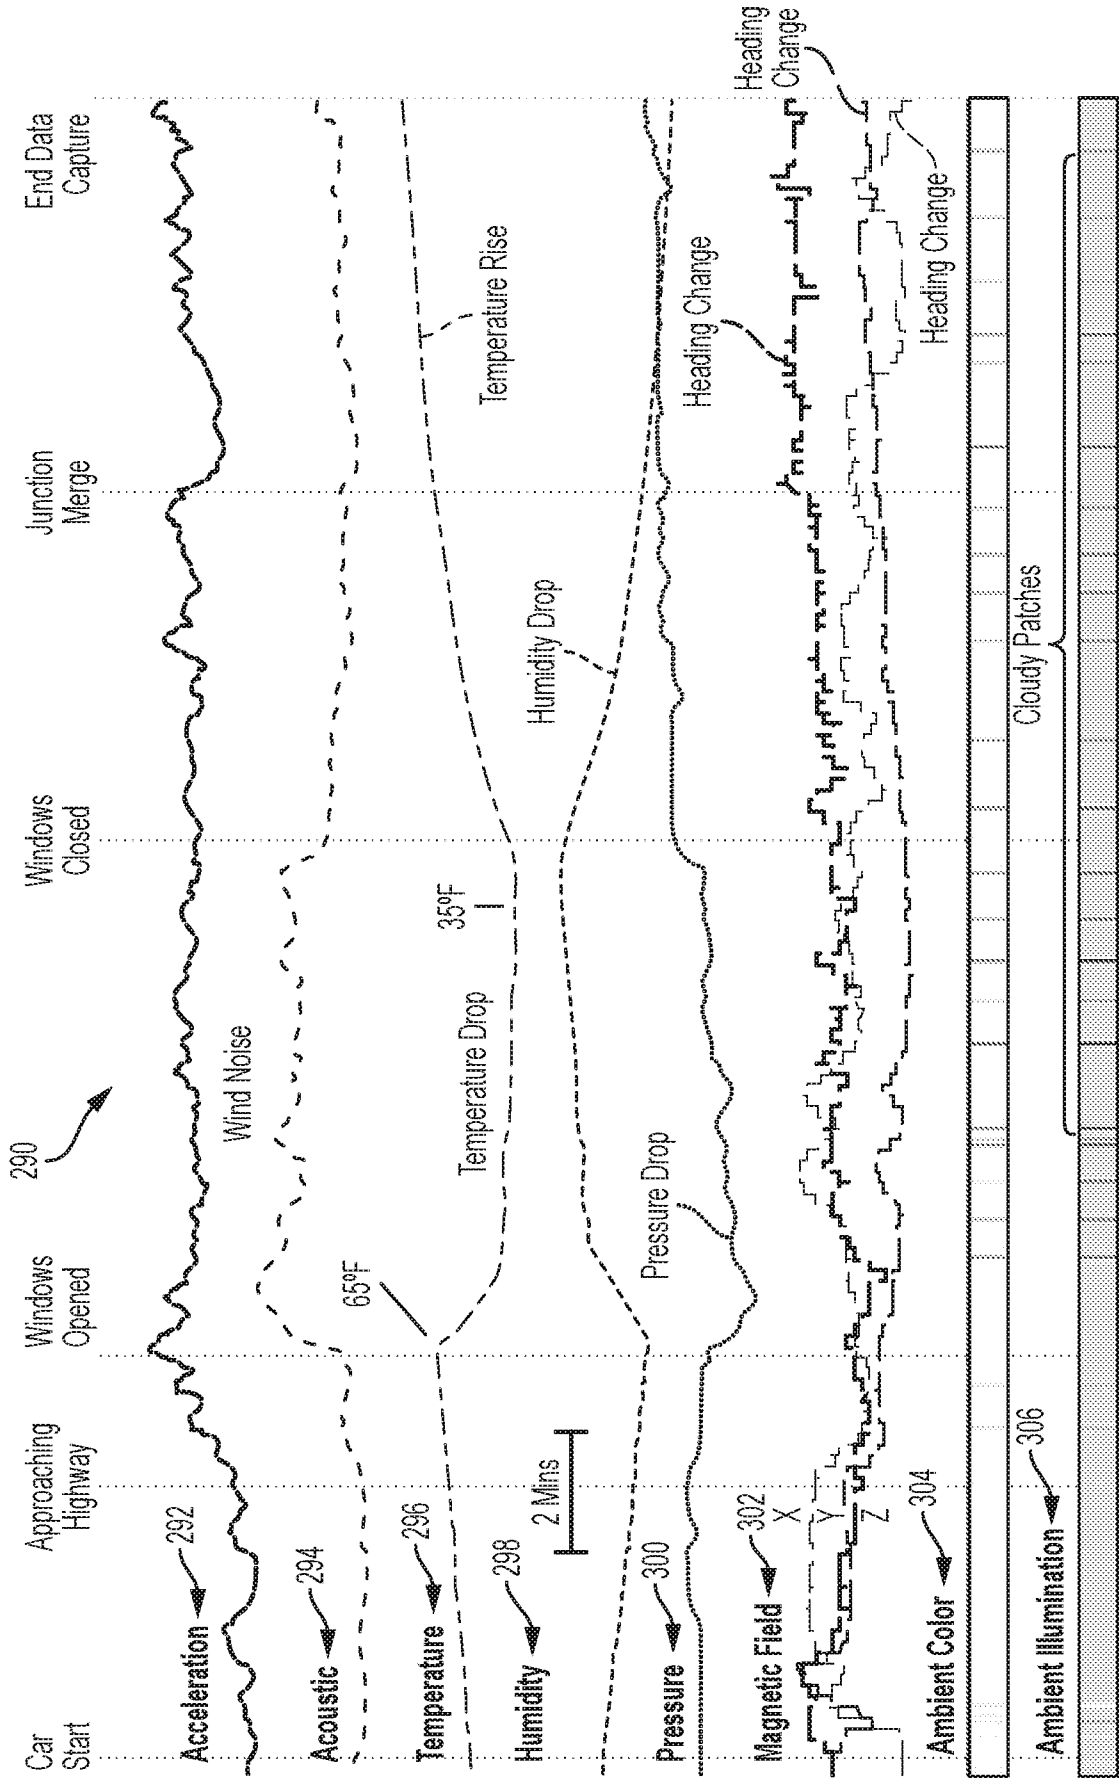 290
Car
Start
Approaching
Highway
Windows
Opened
Windows
Closed
Junction
Merge
End Data
Capture
Acceleration
292
Wind Noise
Acoustic
294
65ºF
Temperature
296
Temperature Drop
35ºF
Temperature Rise
2 Mins
Humidity
298
Humidity Drop
Pressure
300
Pressure Drop
Heading Change
Heading
Change
Magnetic Field
302
X
Y
Z
Heading Change
Ambient Color
304
Cloudy Patches
Ambient Illumination
306